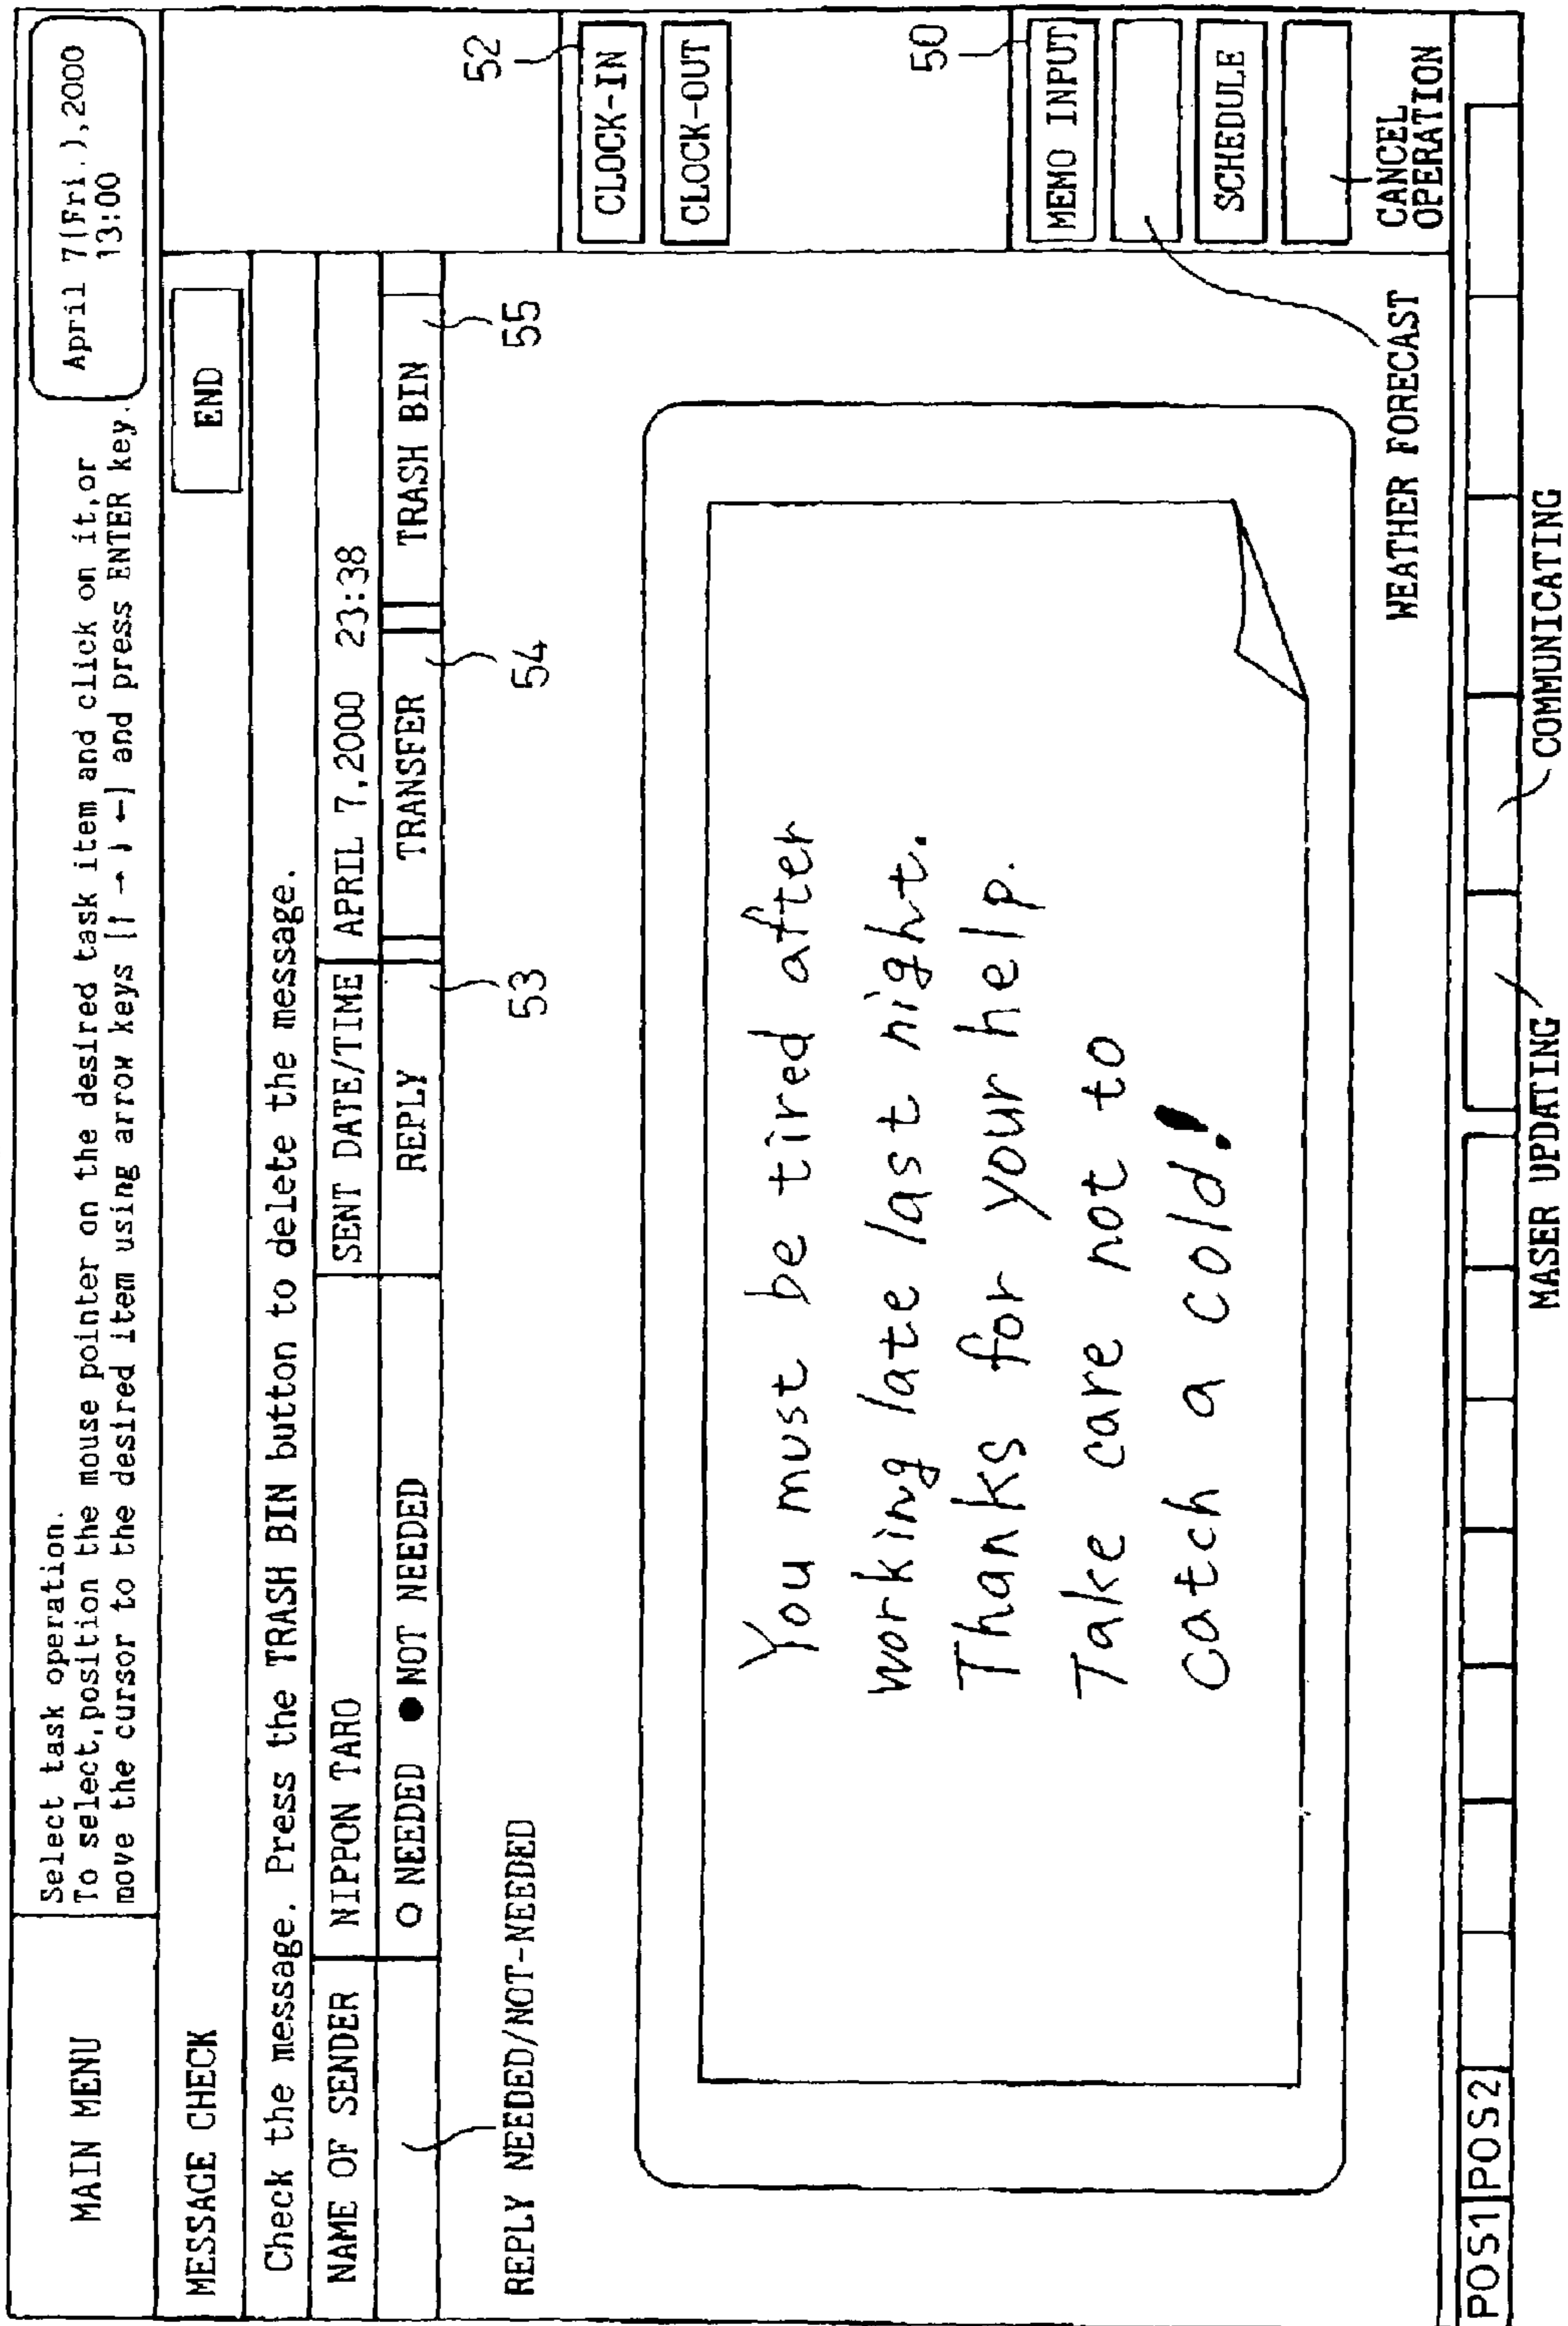 MAIN MENU
Select task operation.
To select,position the mouse pointer on the desired task item and click on it,or
move the cursor to the desired item using arrow keys [↑ → ↓ ←] and press ENTER key.
April 7(Fri.),2000
13:00
MESSAGE CHECK
END
Check the message. Press the TRASH BIN button to delete the message.
NAME OF SENDER
NIPPON TARO
SENT DATE/TIME
APRIL 7,2000 23:38
NEEDED
NOT NEEDED
REPLY
TRANSFER
TRASH BIN
REPLY NEEDED/NOT-NEEDED
53
54
55
52
CLOCK-IN
CLOCK-OUT
You must be tired after
working late last night.
Thanks for your help.
Take care not to
catch a cold!
50
MEMO INPUT
SCHEDULE
CANCEL
OPERATION
WEATHER FORECAST
POS1
POS2
MASER UPDATING
COMMUNICATING